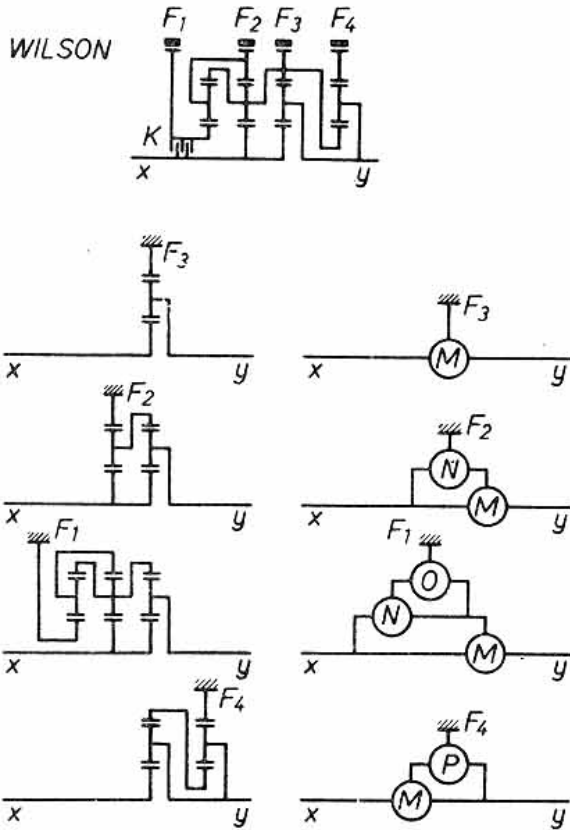 F1 F2 F3 F4
WILSON
K
x y
F3 F3
M
x y x y
F2 F2
N
M
x y x y
F1 F1
O
N
M
x y x y
F4 F4
P
M
x y x y